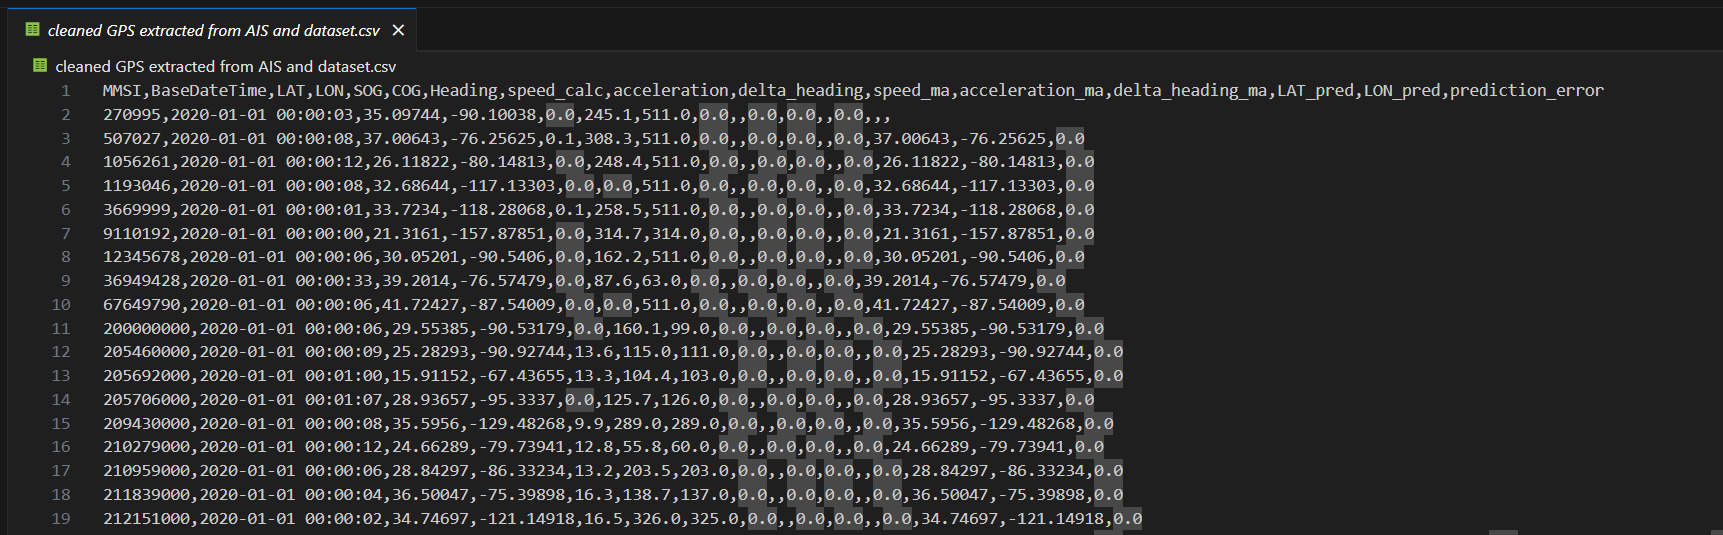 cleaned GPS extracted from AIS and dataset.csv
cleaned GPS extracted from AIS and dataset.csv
1 MMSI,BaseDateTime,LAT,LON,SOG,COG,Heading,speed_calc,acceleration,delta_heading,speed_ma,acceleration_ma,delta_heading_ma,LAT_pred,LON_pred,prediction_error
2 270995,2020-01-01 00:00:03,35.09744,-90.10038,0.0,245.1,511.0,0.0,,0.0,0.0,,0.0,,,
3 507027,2020-01-01 00:00:08,37.00643,-76.25625,0.1,308.3,511.0,0.0,,0.0,0.0,,0.0,37.00643,-76.25625,0.0
4 1056261,2020-01-01 00:00:12,26.11822,-80.14813,0.0,248.4,511.0,0.0,,0.0,0.0,,0.0,26.11822,-80.14813,0.0
5 1193046,2020-01-01 00:00:08,32.68644,-117.13303,0.0,0.0,511.0,0.0,,0.0,0.0,,0.0,32.68644,-117.13303,0.0
6 3669999,2020-01-01 00:00:01,33.7234,-118.28068,0.1,258.5,511.0,0.0,,0.0,0.0,,0.0,33.7234,-118.28068,0.0
7 9110192,2020-01-01 00:00:00,21.3161,-157.87851,0.0,314.7,314.0,0.0,,0.0,0.0,,0.0,21.3161,-157.87851,0.0
8 12345678,2020-01-01 00:00:06,30.05201,-90.5406,0.0,162.2,511.0,0.0,,0.0,0.0,,0.0,30.05201,-90.5406,0.0
9 36949428,2020-01-01 00:00:33,39.2014,-76.57479,0.0,87.6,63.0,0.0,,0.0,0.0,,0.0,39.2014,-76.57479,0.0
10 67649790,2020-01-01 00:00:06,41.72427,-87.54009,0.0,0.0,511.0,0.0,,0.0,0.0,,0.0,41.72427,-87.54009,0.0
11 200000000,2020-01-01 00:00:06,29.55385,-90.53179,0.0,160.1,99.0,0.0,,0.0,0.0,,0.0,29.55385,-90.53179,0.0
12 205460000,2020-01-01 00:00:09,25.28293,-90.92744,13.6,115.0,111.0,0.0,,0.0,0.0,,0.0,25.28293,-90.92744,0.0
13 205692000,2020-01-01 00:01:00,15.91152,-67.43655,13.3,104.4,103.0,0.0,,0.0,0.0,,0.0,15.91152,-67.43655,0.0
14 205706000,2020-01-01 00:01:07,28.93657,-95.3337,0.0,125.7,126.0,0.0,,0.0,0.0,,0.0,28.93657,-95.3337,0.0
15 209430000,2020-01-01 00:00:08,35.5956,-129.48268,9.9,289.0,289.0,0.0,,0.0,0.0,,0.0,35.5956,-129.48268,0.0
16 210279000,2020-01-01 00:00:12,24.66289,-79.73941,12.8,55.8,60.0,0.0,,0.0,0.0,,0.0,24.66289,-79.73941,0.0
17 210959000,2020-01-01 00:00:06,28.84297,-86.33234,13.2,203.5,203.0,0.0,,0.0,0.0,,0.0,28.84297,-86.33234,0.0
18 211839000,2020-01-01 00:00:04,36.50047,-75.39898,16.3,138.7,137.0,0.0,,0.0,0.0,,0.0,36.50047,-75.39898,0.0
19 212151000,2020-01-01 00:00:02,34.74697,-121.14918,16.5,326.0,325.0,0.0,,0.0,0.0,,0.0,34.74697,-121.14918,0.0